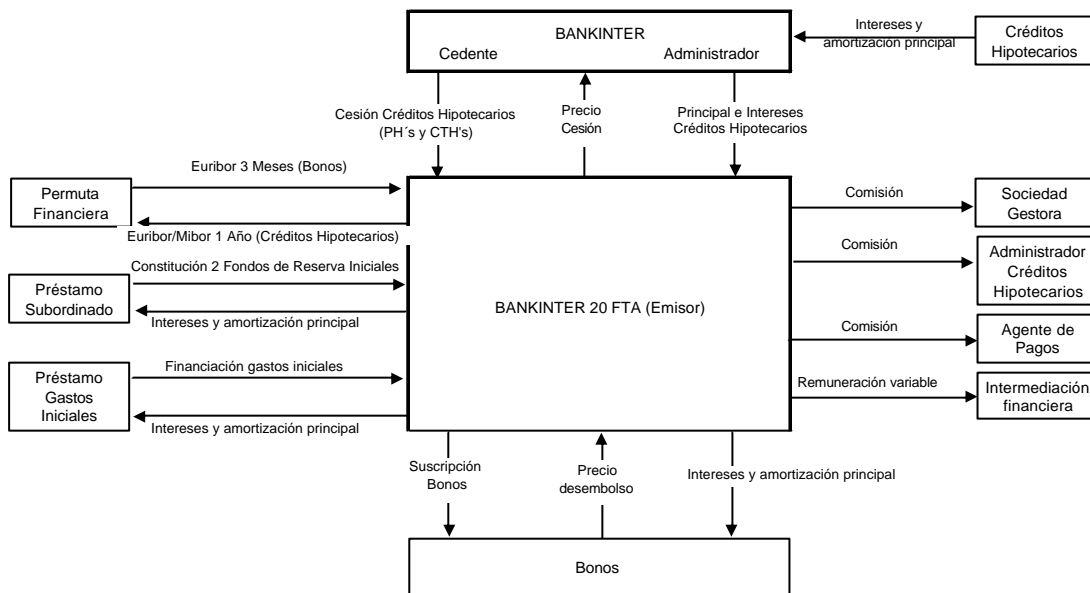 BANKINTER
Cedente
Administrador
Intereses y
amortización principal
Créditos
Hipotecarios
Cesión Créditos Hipotecarios
(PH´s y CTH's)
Precio
Cesión
Principal e Intereses
Créditos Hipotecarios
Permuta
Financiera
Euribor 3 Meses (Bonos)
Euribor/Mibor 1 Año (Créditos Hipotecarios)
Préstamo
Subordinado
Constitución 2 Fondos de Reserva Iniciales
Intereses y amortización principal
Préstamo
Gastos
Iniciales
Financiación gastos iniciales
Intereses y amortización principal
BANKINTER 20 FTA (Emisor)
Comisión
Sociedad
Gestora
Comisión
Administrador
Créditos
Hipotecarios
Comisión
Agente de
Pagos
Remuneración variable
Intermediación
financiera
Suscripción
Bonos
Precio
desembolso
Intereses y amortización principal
Bonos